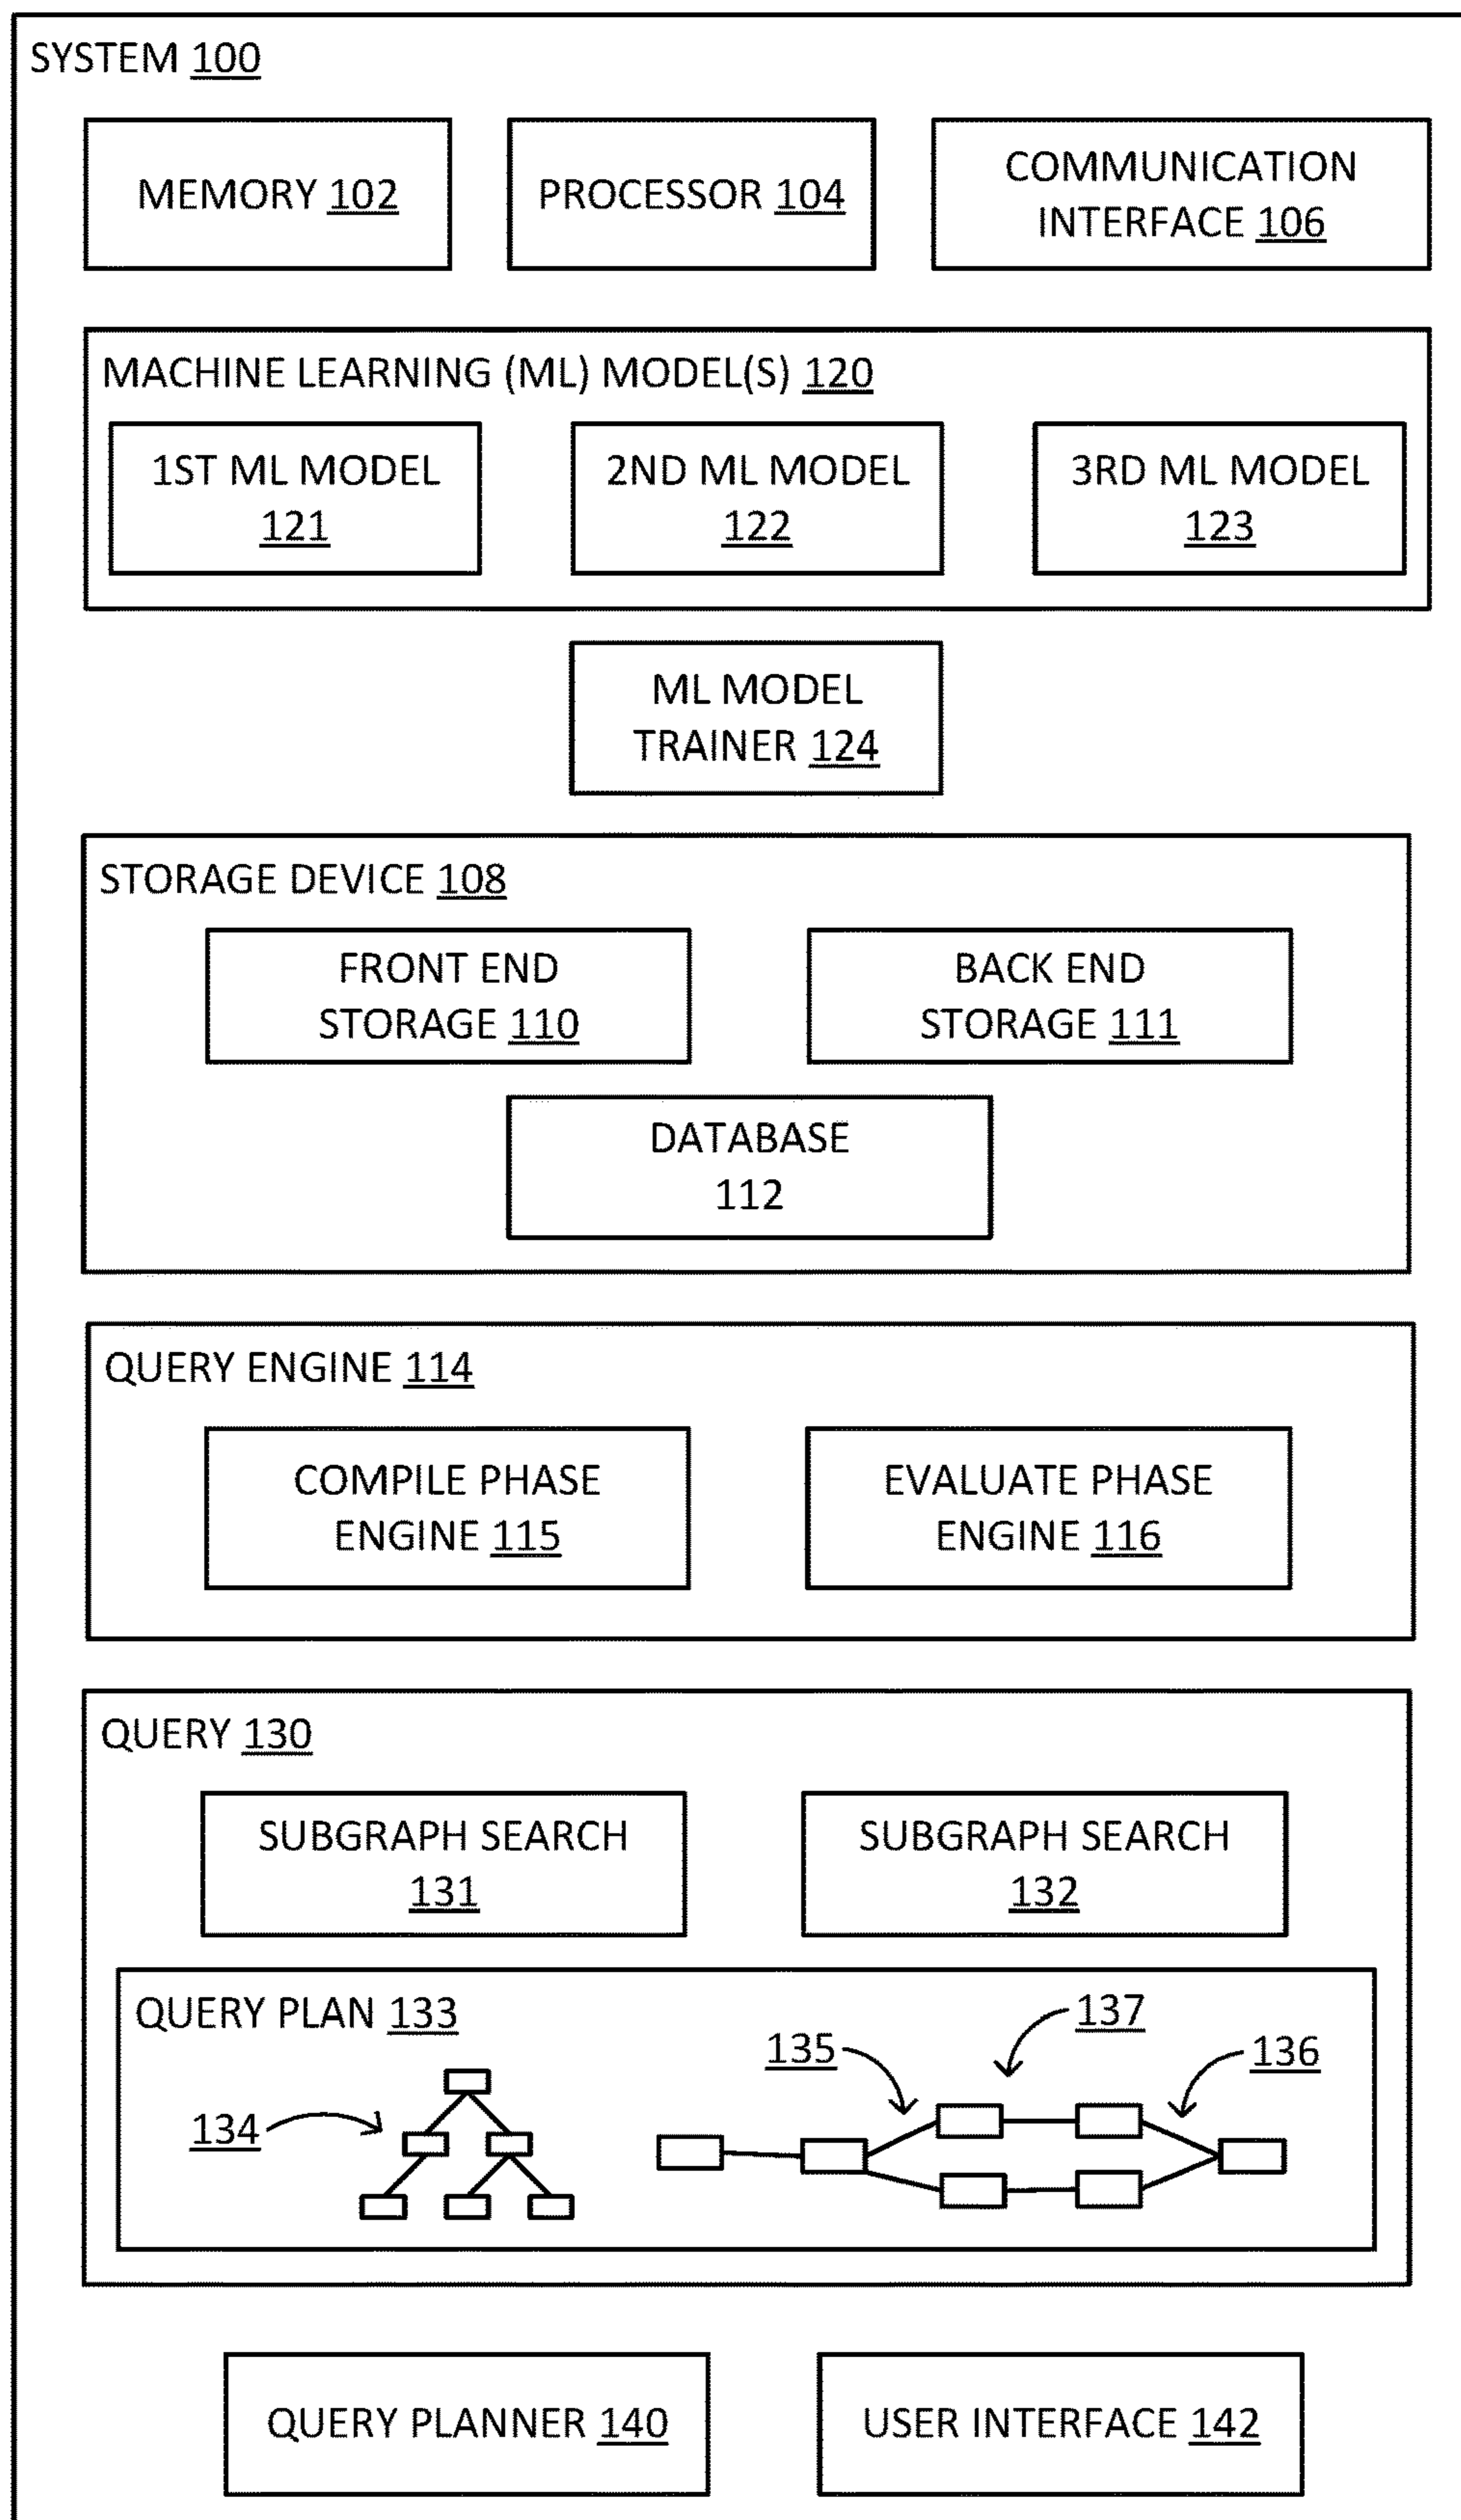 SYSTEM 100
MEMORY 102
PROCESSOR 104
COMMUNICATION
INTERFACE 106
MACHINE LEARNING (ML) MODEL(S) 120
1ST ML MODEL
121
2ND ML MODEL
122
3RD ML MODEL
123
ML MODEL
TRAINER 124
STORAGE DEVICE 108
FRONT END
STORAGE 110
BACK END
STORAGE 111
DATABASE
112
QUERY ENGINE 114
COMPILE PHASE
ENGINE 115
EVALUATE PHASE
ENGINE 116
QUERY 130
SUBGRAPH SEARCH
131
SUBGRAPH SEARCH
132
QUERY PLAN 133
134
135
137
136
QUERY PLANNER 140
USER INTERFACE 142